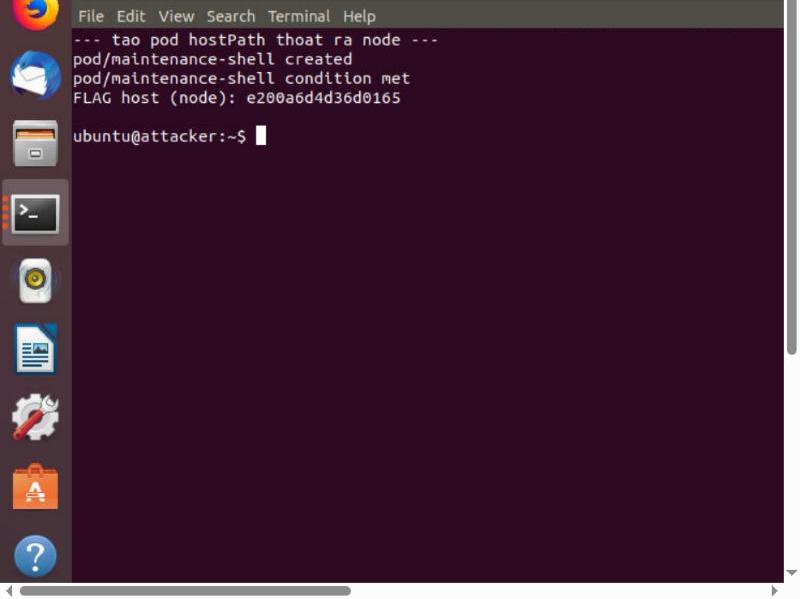 File Edit View Search Terminal Help
--- tao pod hostPath thoat ra node ---
pod/maintenance-shell created
pod/maintenance-shell condition met
FLAG host (node): e200a6d4d36d0165
ubuntu@attacker:~$